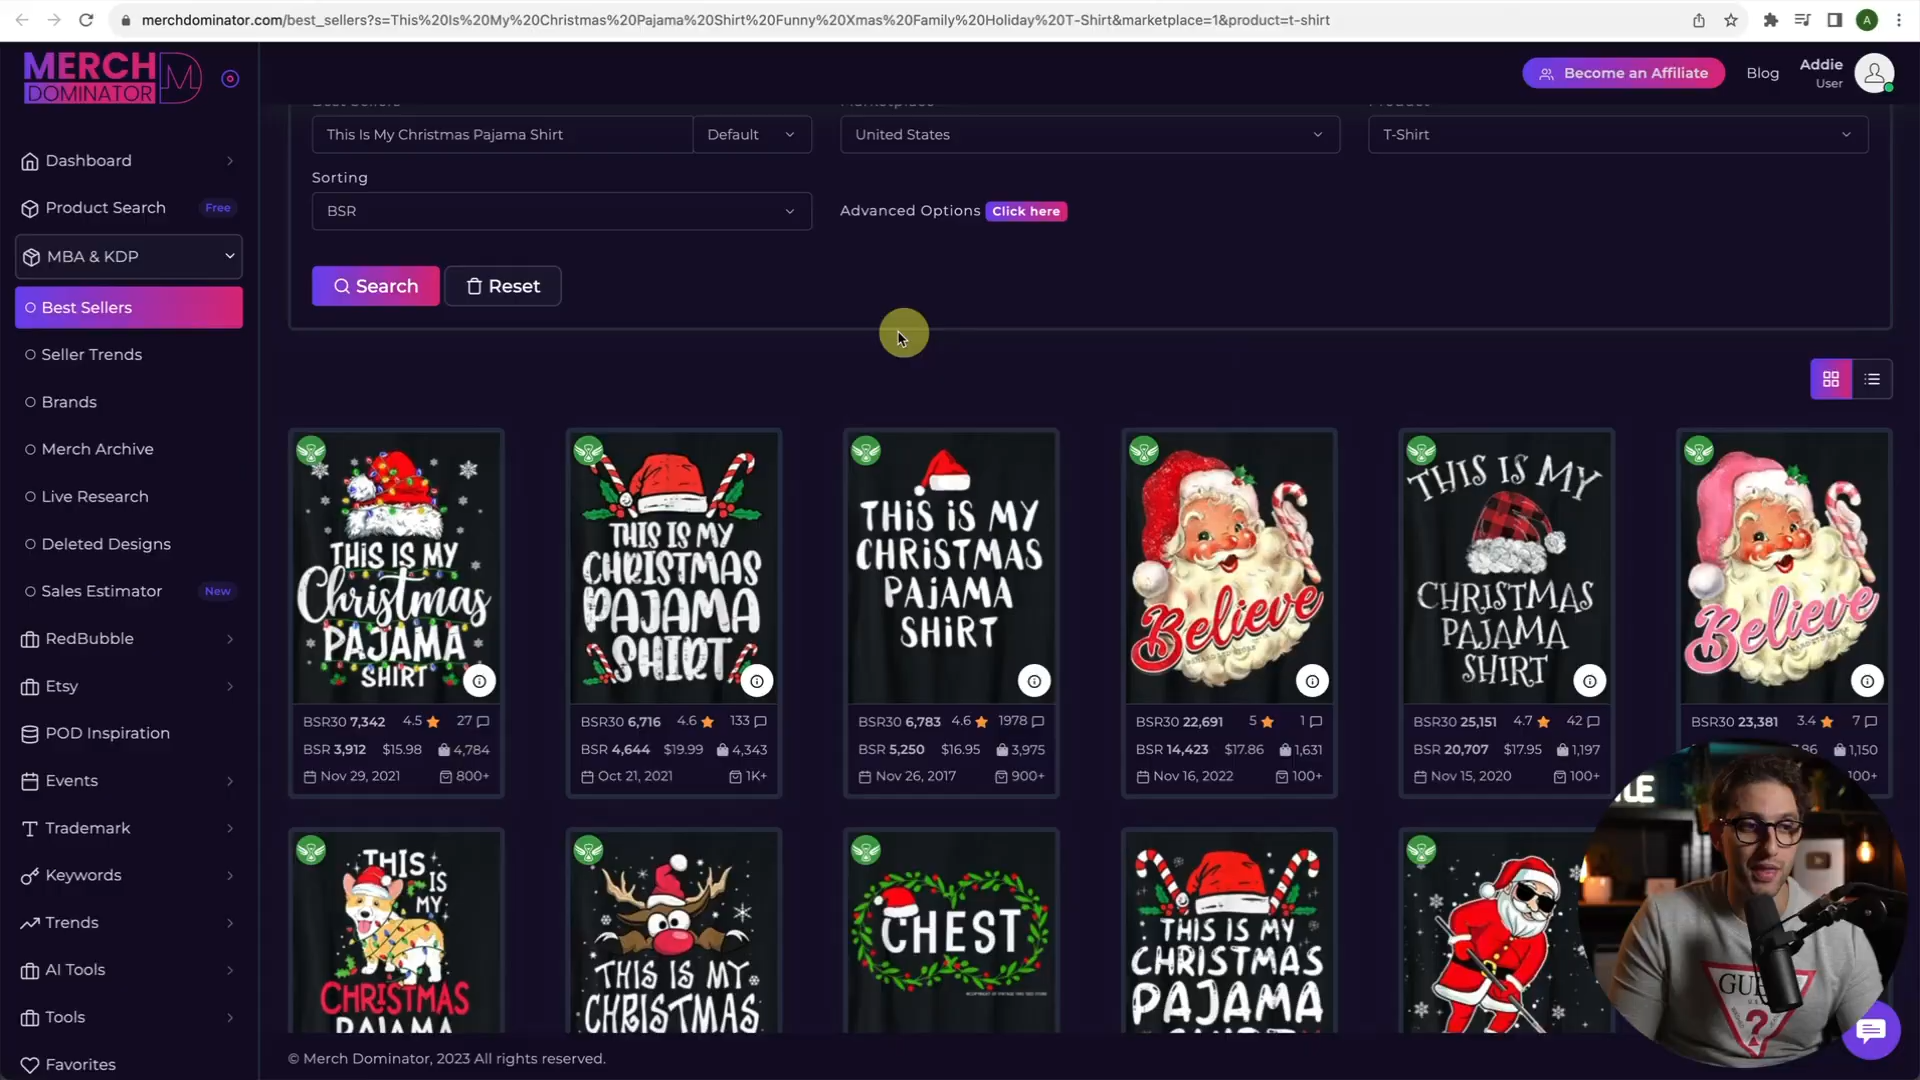 merchdominator.com/best_sellers?s=This%20Is%20My%20Christmas%20Pajama%20Shirt%20Funny%20Xmas%20Family%20Holiday%20T-Shirt&marketplace=1&product=t-shirt
A
MERCH
DOMINATOR
Become an Affiliate
Blog
Addie
User
Dashboard
Product Search
Free
MBA & KDP
Best Sellers
Seller Trends
Brands
Merch Archive
Live Research
Deleted Designs
Sales Estimator
New
RedBubble
Etsy
POD Inspiration
Events
Trademark
Keywords
Trends
AI Tools
Tools
Favorites
This Is My Christmas Pajama Shirt
Default
United States
T-Shirt
Sorting
BSR
Advanced Options
Click here
Search
Reset
THIS IS MY
Christmas
PAJAMA
SHIRT
BSR30 7,342 4.5 27
BSR 3,912 $15.98 4,784
Nov 29, 2021 800+
THIS IS MY
CHRISTMAS
PAJAMA
SHIRT
BSR30 6,716 4.6 133
BSR 4,644 $19.99 4,343
Oct 21, 2021 1K+
THIS IS MY
CHRISTMAS
PAJAMA
SHIRT
BSR30 6,783 4.6 1978
BSR 5,250 $16.95 3,975
Nov 26, 2017 900+
Believe
BSR30 22,691 5 1
BSR 14,423 $17.86 1,631
Nov 16, 2022 100+
THIS IS MY
CHRISTMAS
PAJAMA
SHIRT
BSR30 25,151 4.7 42
BSR 20,707 $17.95 1,197
Nov 15, 2020 100+
Believe
BSR30 23,381 3.4 7
1,150
100+
THIS
IS
MY
CHRISTMAS
PAJAMA
THIS IS MY
CHRISTMAS
CHEST
THIS IS MY
CHRISTMAS
PAJAMA
GUESS
?
© Merch Dominator, 2023 All rights reserved.